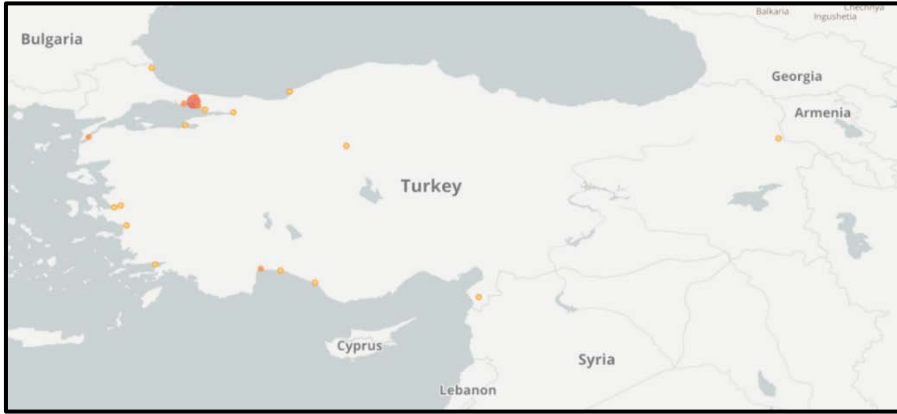 Balkaria
Chechnya
Ingushetia
Bulgaria
Georgia
Armenia
Turkey
Cyprus
Syria
Lebanon